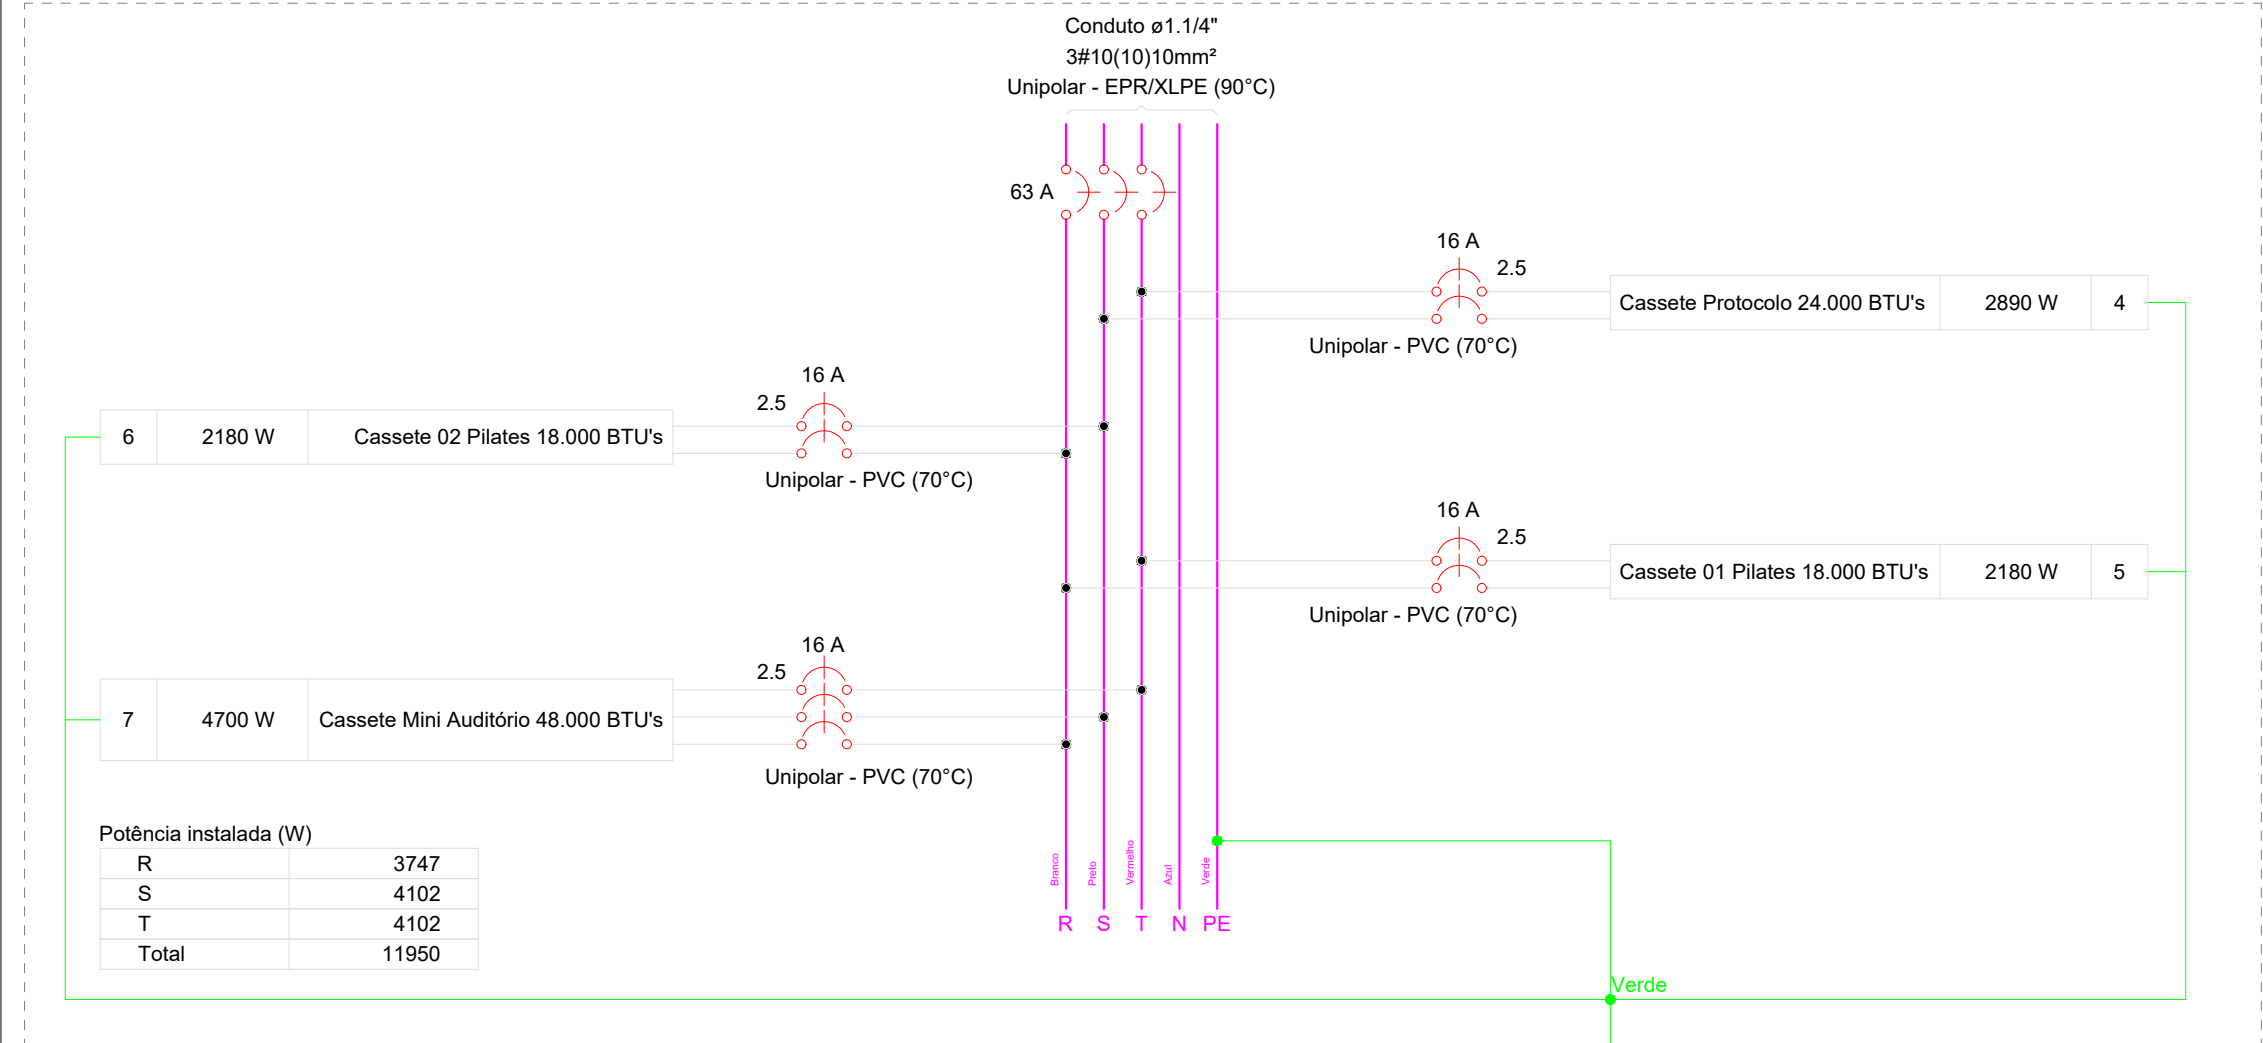 Conduto ø1.1/4"
3#10(10)10mm²
Unipolar - EPR/XLPE (90°C)
63 A
16 A
2.5
Cassete Protocolo 24.000 BTU's 2890 W 4
Unipolar - PVC (70°C)
16 A
2.5
6 2180 W Cassete 02 Pilates 18.000 BTU's
Unipolar - PVC (70°C)
16 A
2.5
Cassete 01 Pilates 18.000 BTU's 2180 W 5
Unipolar - PVC (70°C)
16 A
2.5
7 4700 W Cassete Mini Auditório 48.000 BTU's
Unipolar - PVC (70°C)
Potência instalada (W)
R 3747
S 4102
T 4102
Total 11950
Branco
Preto
Vermelho
Azul
Verde
R S T N PE
Verde